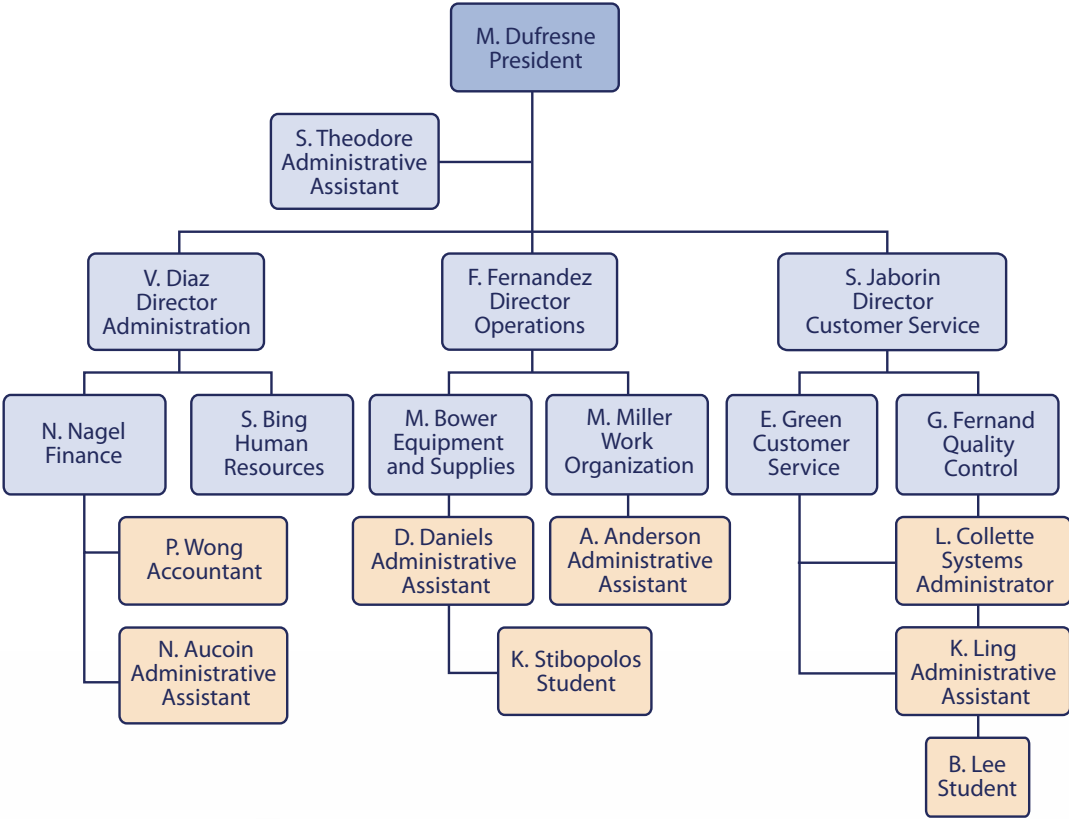 M. Dufresne
President
S. Theodore
Administrative
Assistant
V. Diaz
Director
Administration
F. Fernandez
Director
Operations
S. Jaborin
Director
Customer Service
N. Nagel
Finance
S. Bing
Human
Resources
M. Bower
Equipment
and Supplies
M. Miller
Work
Organization
E. Green
Customer
Service
G. Fernand
Quality
Control
P. Wong
Accountant
D. Daniels
Administrative
Assistant
A. Anderson
Administrative
Assistant
L. Collette
Systems
Administrator
N. Aucoin
Administrative
Assistant
K. Stibopolos
Student
K. Ling
Administrative
Assistant
B. Lee
Student